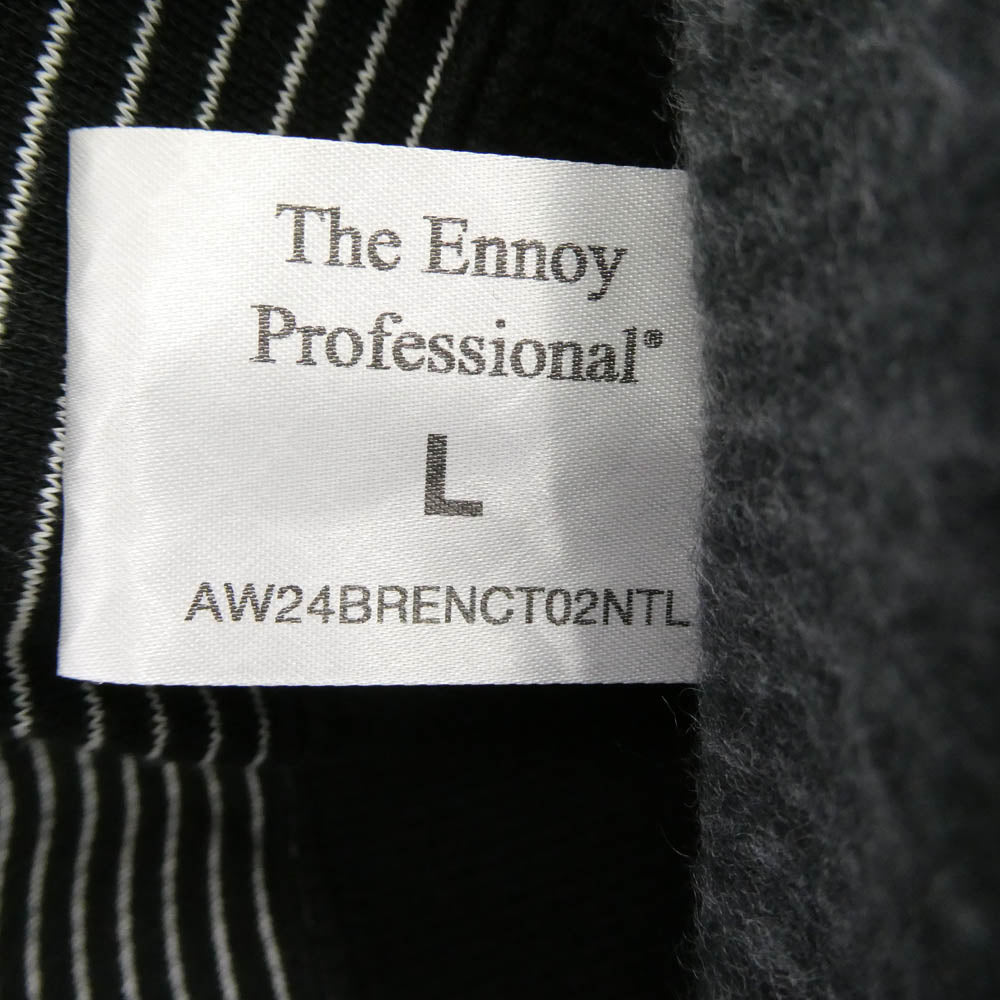 The Ennoy
Professional®
L
AW24BRENCT02NTL